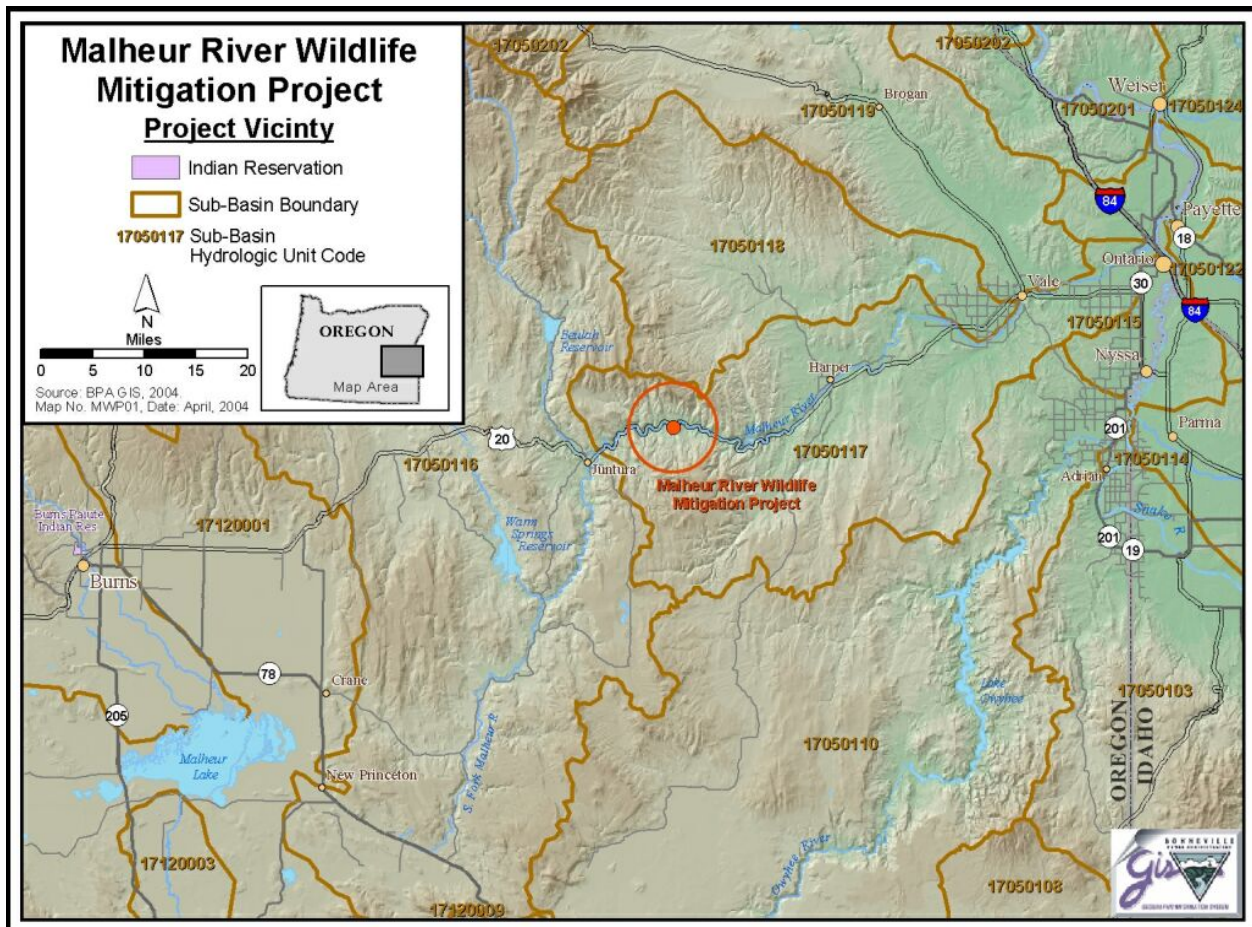 Malheur River Wildlife
Mitigation Project
Project Vicinty
Indian Reservation
Sub-Basin Boundary
17050117 Sub-Basin
Hydrologic Unit Code
N
Miles
0 5 10 15 20
Source: BPA GIS, 2004.
Map No. MWP01, Date: April, 2004
OREGON
Map Area
17050202
17050202
Brogan
17050119
Weiser
17050201
17050124
84
Payette
18
17050118
Ontario
17050122
Vale
30
84
17050115
Beulah
Reservoir
Nyssa
Harper
Malheur River
Parma
201
20
17050116
Juntura
17050117
17050114
Adrian
Malheur River Wildlife
Mitigation Project
Snake R.
17120001
Burns Paiute
Indian Res
Warm
Springs
Reservoir
201
19
Burns
78
Crane
Lake
Owyhee
17050103
205
OREGON
IDAHO
17050110
Malheur
Lake
New Princeton
S. Fork Malheur R.
17120003
Owyhee River
17050108
17120009
BONNEVILLE
Gis